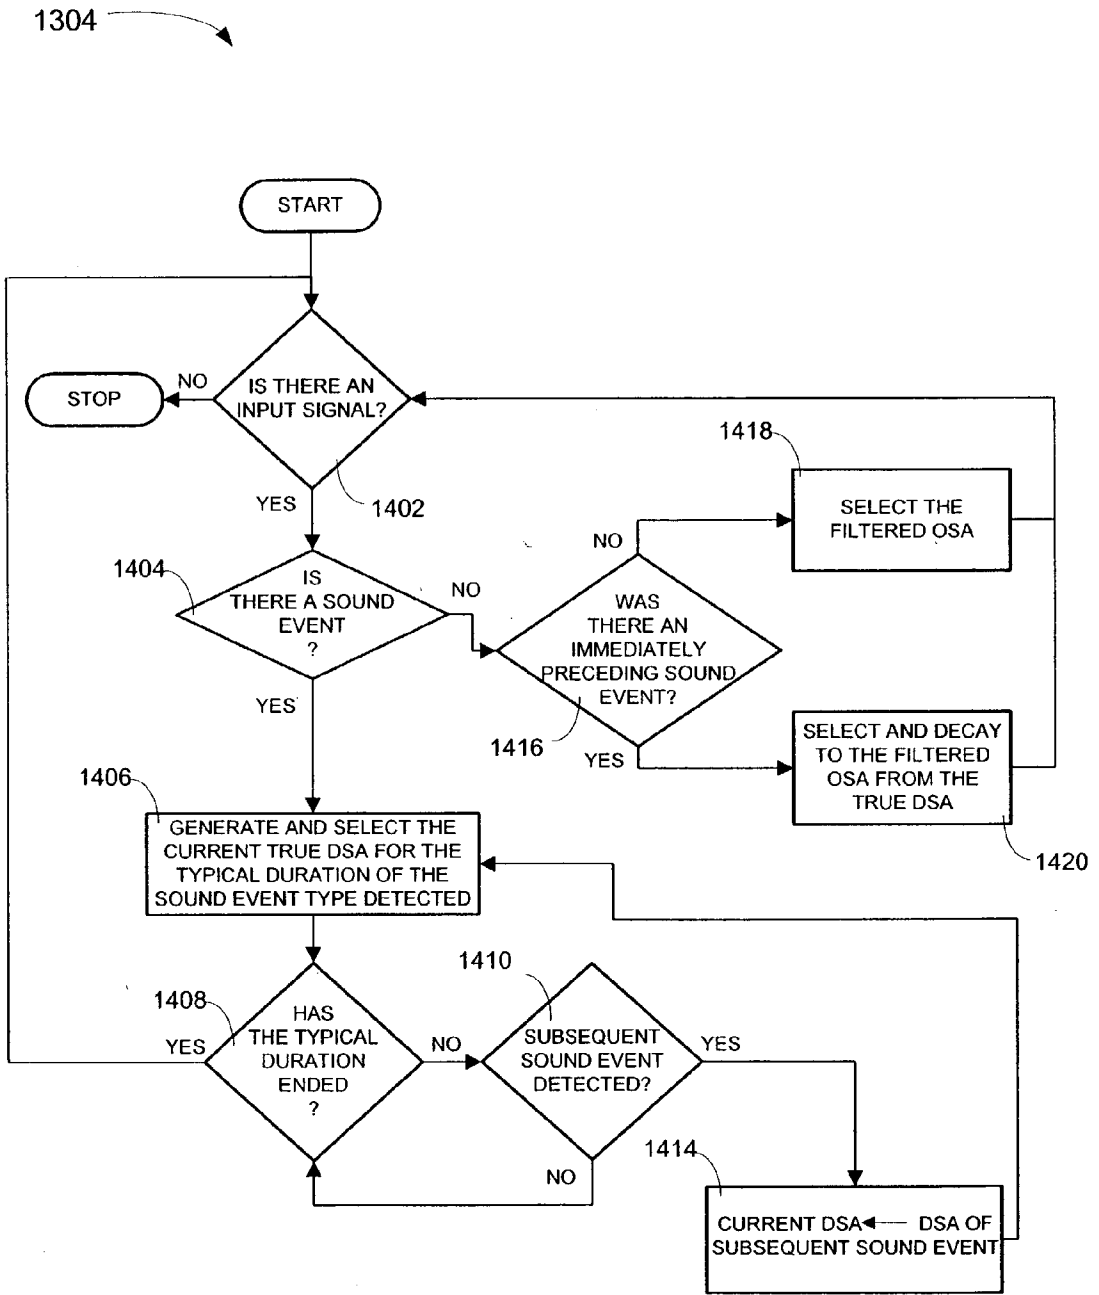 1304
START
NO
STOP
IS THERE AN
INPUT SIGNAL?
1402
YES
1418
SELECT THE
FILTERED OSA
1404
IS
THERE A SOUND
EVENT
?
NO
NO
WAS
THERE AN
IMMEDIATELY
PRECEDING SOUND
EVENT?
1416
YES
YES
SELECT AND DECAY
TO THE FILTERED
OSA FROM THE
TRUE DSA
1420
1406
GENERATE AND SELECT THE
CURRENT TRUE DSA FOR THE
TYPICAL DURATION OF THE
SOUND EVENT TYPE DETECTED
1408
YES
HAS
THE TYPICAL
DURATION
ENDED
?
NO
1410
SUBSEQUENT
SOUND EVENT
DETECTED?
YES
NO
1414
CURRENT DSA ← DSA OF
SUBSEQUENT SOUND EVENT